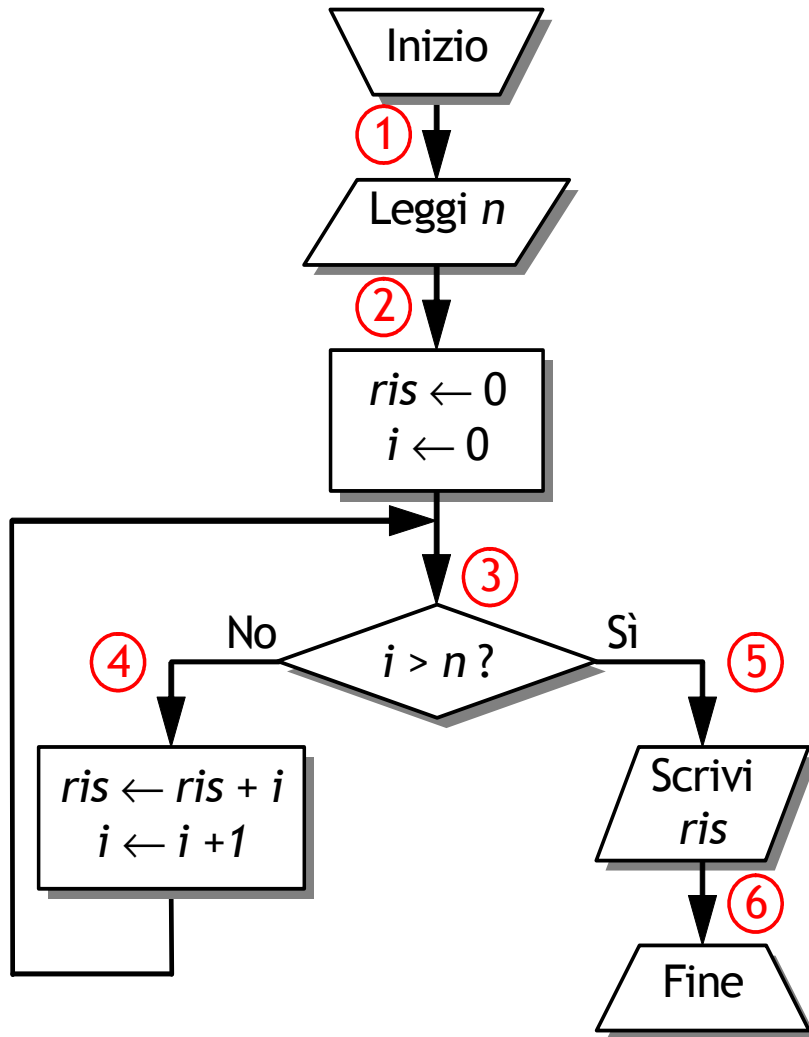 Inizio
1
Leggi n
2
ris ← 0
i ← 0
3
No
Sì
4
i > n ?
5
ris ← ris + i
i ← i +1
Scrivi
ris
6
Fine